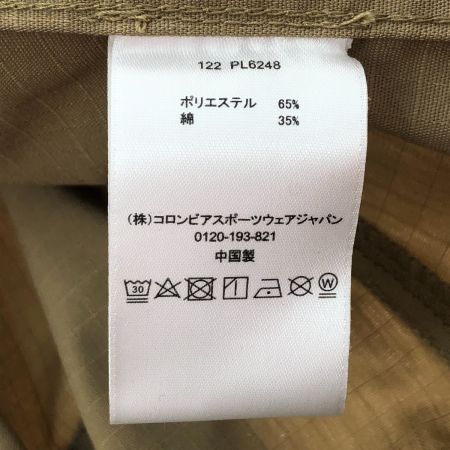 122 PL6248
ポリエステル 65%
綿 35%
(株)コロンビアスポーツウェアジャパン
0120-193-821
中国製
30 W